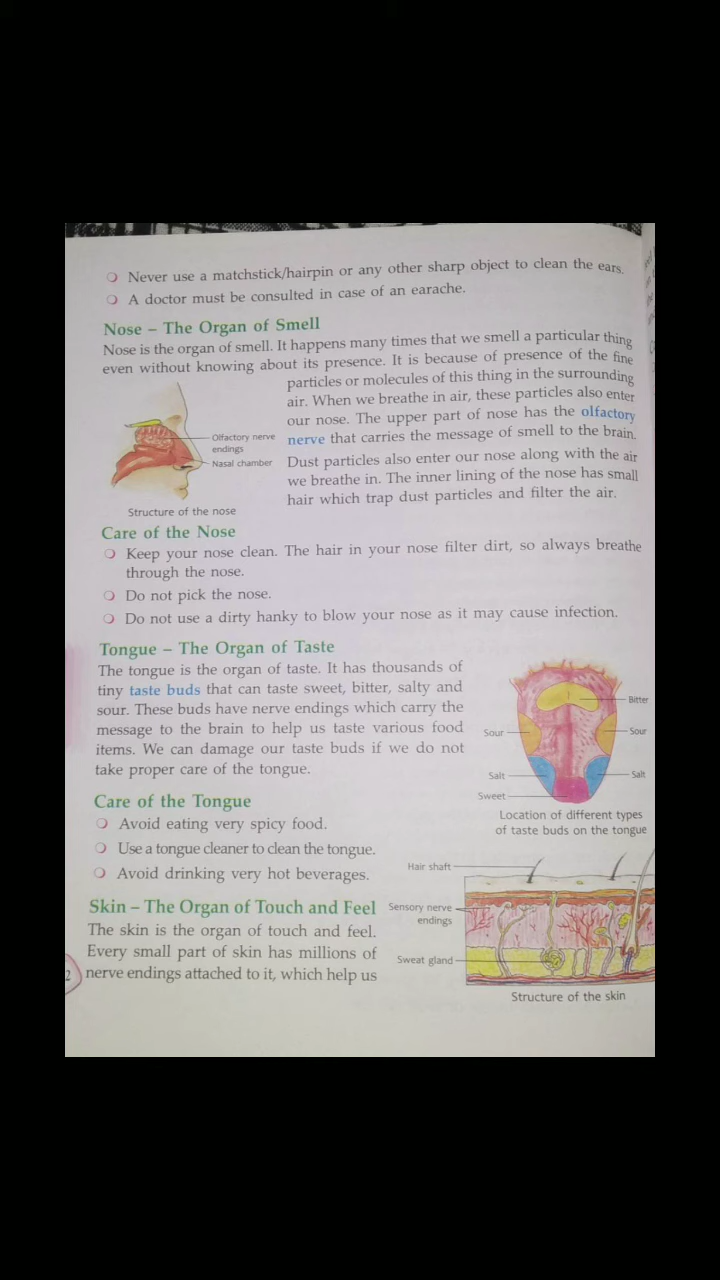 Never use a matchstick/hairpin or any other sharp object to clean the ears.
A doctor must be consulted in case of an earache.
Nose – The Organ of Smell
Nose is the organ of smell. It happens many times that we smell a particular thing
even without knowing about its presence. It is because of presence of the fine
particles or molecules of this thing in the surrounding
air. When we breathe in air, these particles also enter
our nose. The upper part of nose has the olfactory
nerve that carries the message of smell to the brain.
Dust particles also enter our nose along with the air
we breathe in. The inner lining of the nose has small
hair which trap dust particles and filter the air.
Olfactory nerve
endings
Nasal chamber
Structure of the nose
Care of the Nose
Keep your nose clean. The hair in your nose filter dirt, so always breathe
through the nose.
Do not pick the nose.
Do not use a dirty hanky to blow your nose as it may cause infection.
Tongue – The Organ of Taste
The tongue is the organ of taste. It has thousands of
tiny taste buds that can taste sweet, bitter, salty and
sour. These buds have nerve endings which carry the
message to the brain to help us taste various food
items. We can damage our taste buds if we do not
take proper care of the tongue.
Bitter
Sour
Sour
Salt
Salt
Sweet
Location of different types
of taste buds on the tongue
Care of the Tongue
Avoid eating very spicy food.
Use a tongue cleaner to clean the tongue.
Avoid drinking very hot beverages.
Skin – The Organ of Touch and Feel
The skin is the organ of touch and feel.
Every small part of skin has millions of
nerve endings attached to it, which help us
Hair shaft
Sensory nerve
endings
Sweat gland
Structure of the skin
2